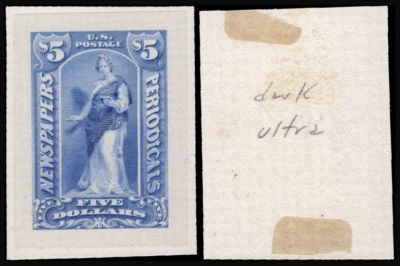 U.S.
POSTAGE
$5 $5
NEWSPAPERS
PERIODICALS
FIVE
DOLLARS
dark
ultra